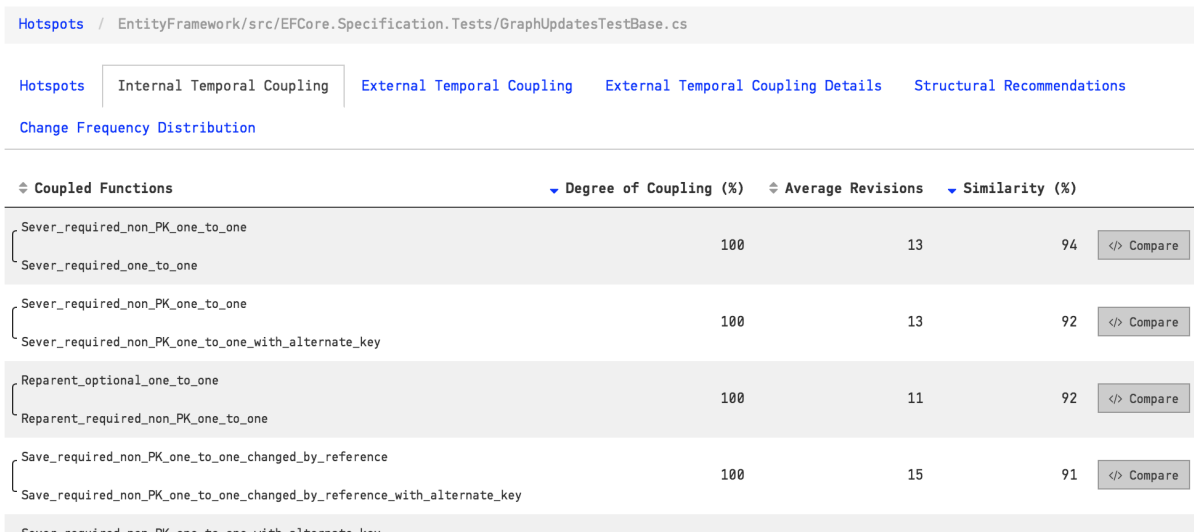 Hotspots / EntityFramework/src/EFCore.Specification.Tests/GraphUpdatesTestBase.cs
Hotspots Internal Temporal Coupling External Temporal Coupling External Temporal Coupling Details Structural Recommendations
Change Frequency Distribution
Coupled Functions Degree of Coupling (%) Average Revisions Similarity (%)
Sever_required_non_PK_one_to_one
100 13 94 </> Compare
Sever_required_one_to_one
Sever_required_non_PK_one_to_one
100 13 92 </> Compare
Sever_required_non_PK_one_to_one_with_alternate_key
Reparent_optional_one_to_one
100 11 92 </> Compare
Reparent_required_non_PK_one_to_one
Save_required_non_PK_one_to_one_changed_by_reference
100 15 91 </> Compare
Save_required_non_PK_one_to_one_changed_by_reference_with_alternate_key
Sever_required_non_PK_one_to_one_with_alternate_key